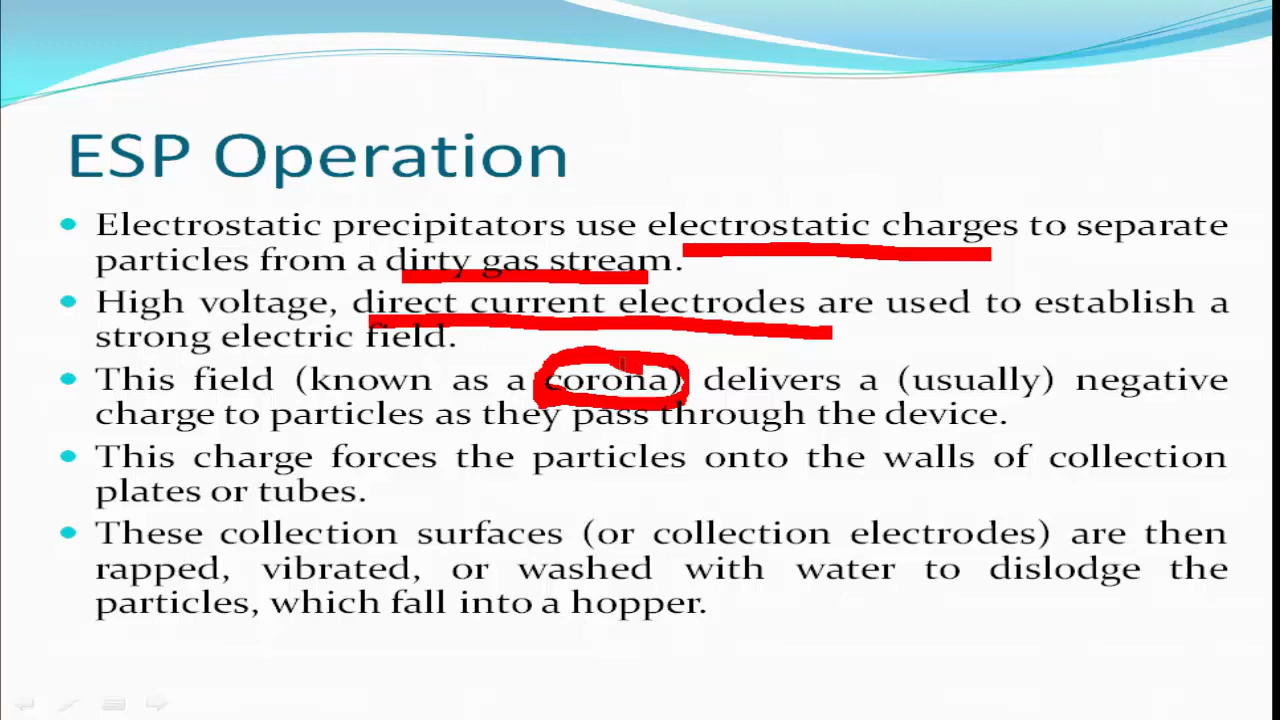 ESP Operation
Electrostatic precipitators use electrostatic charges to separate
particles from a dirty gas stream.
High voltage, direct current electrodes are used to establish a
strong electric field.
This field (known as a corona) delivers a (usually) negative
charge to particles as they pass through the device.
This charge forces the particles onto the walls of collection
plates or tubes.
These collection surfaces (or collection electrodes) are then
rapped, vibrated, or washed with water to dislodge the
particles, which fall into a hopper.